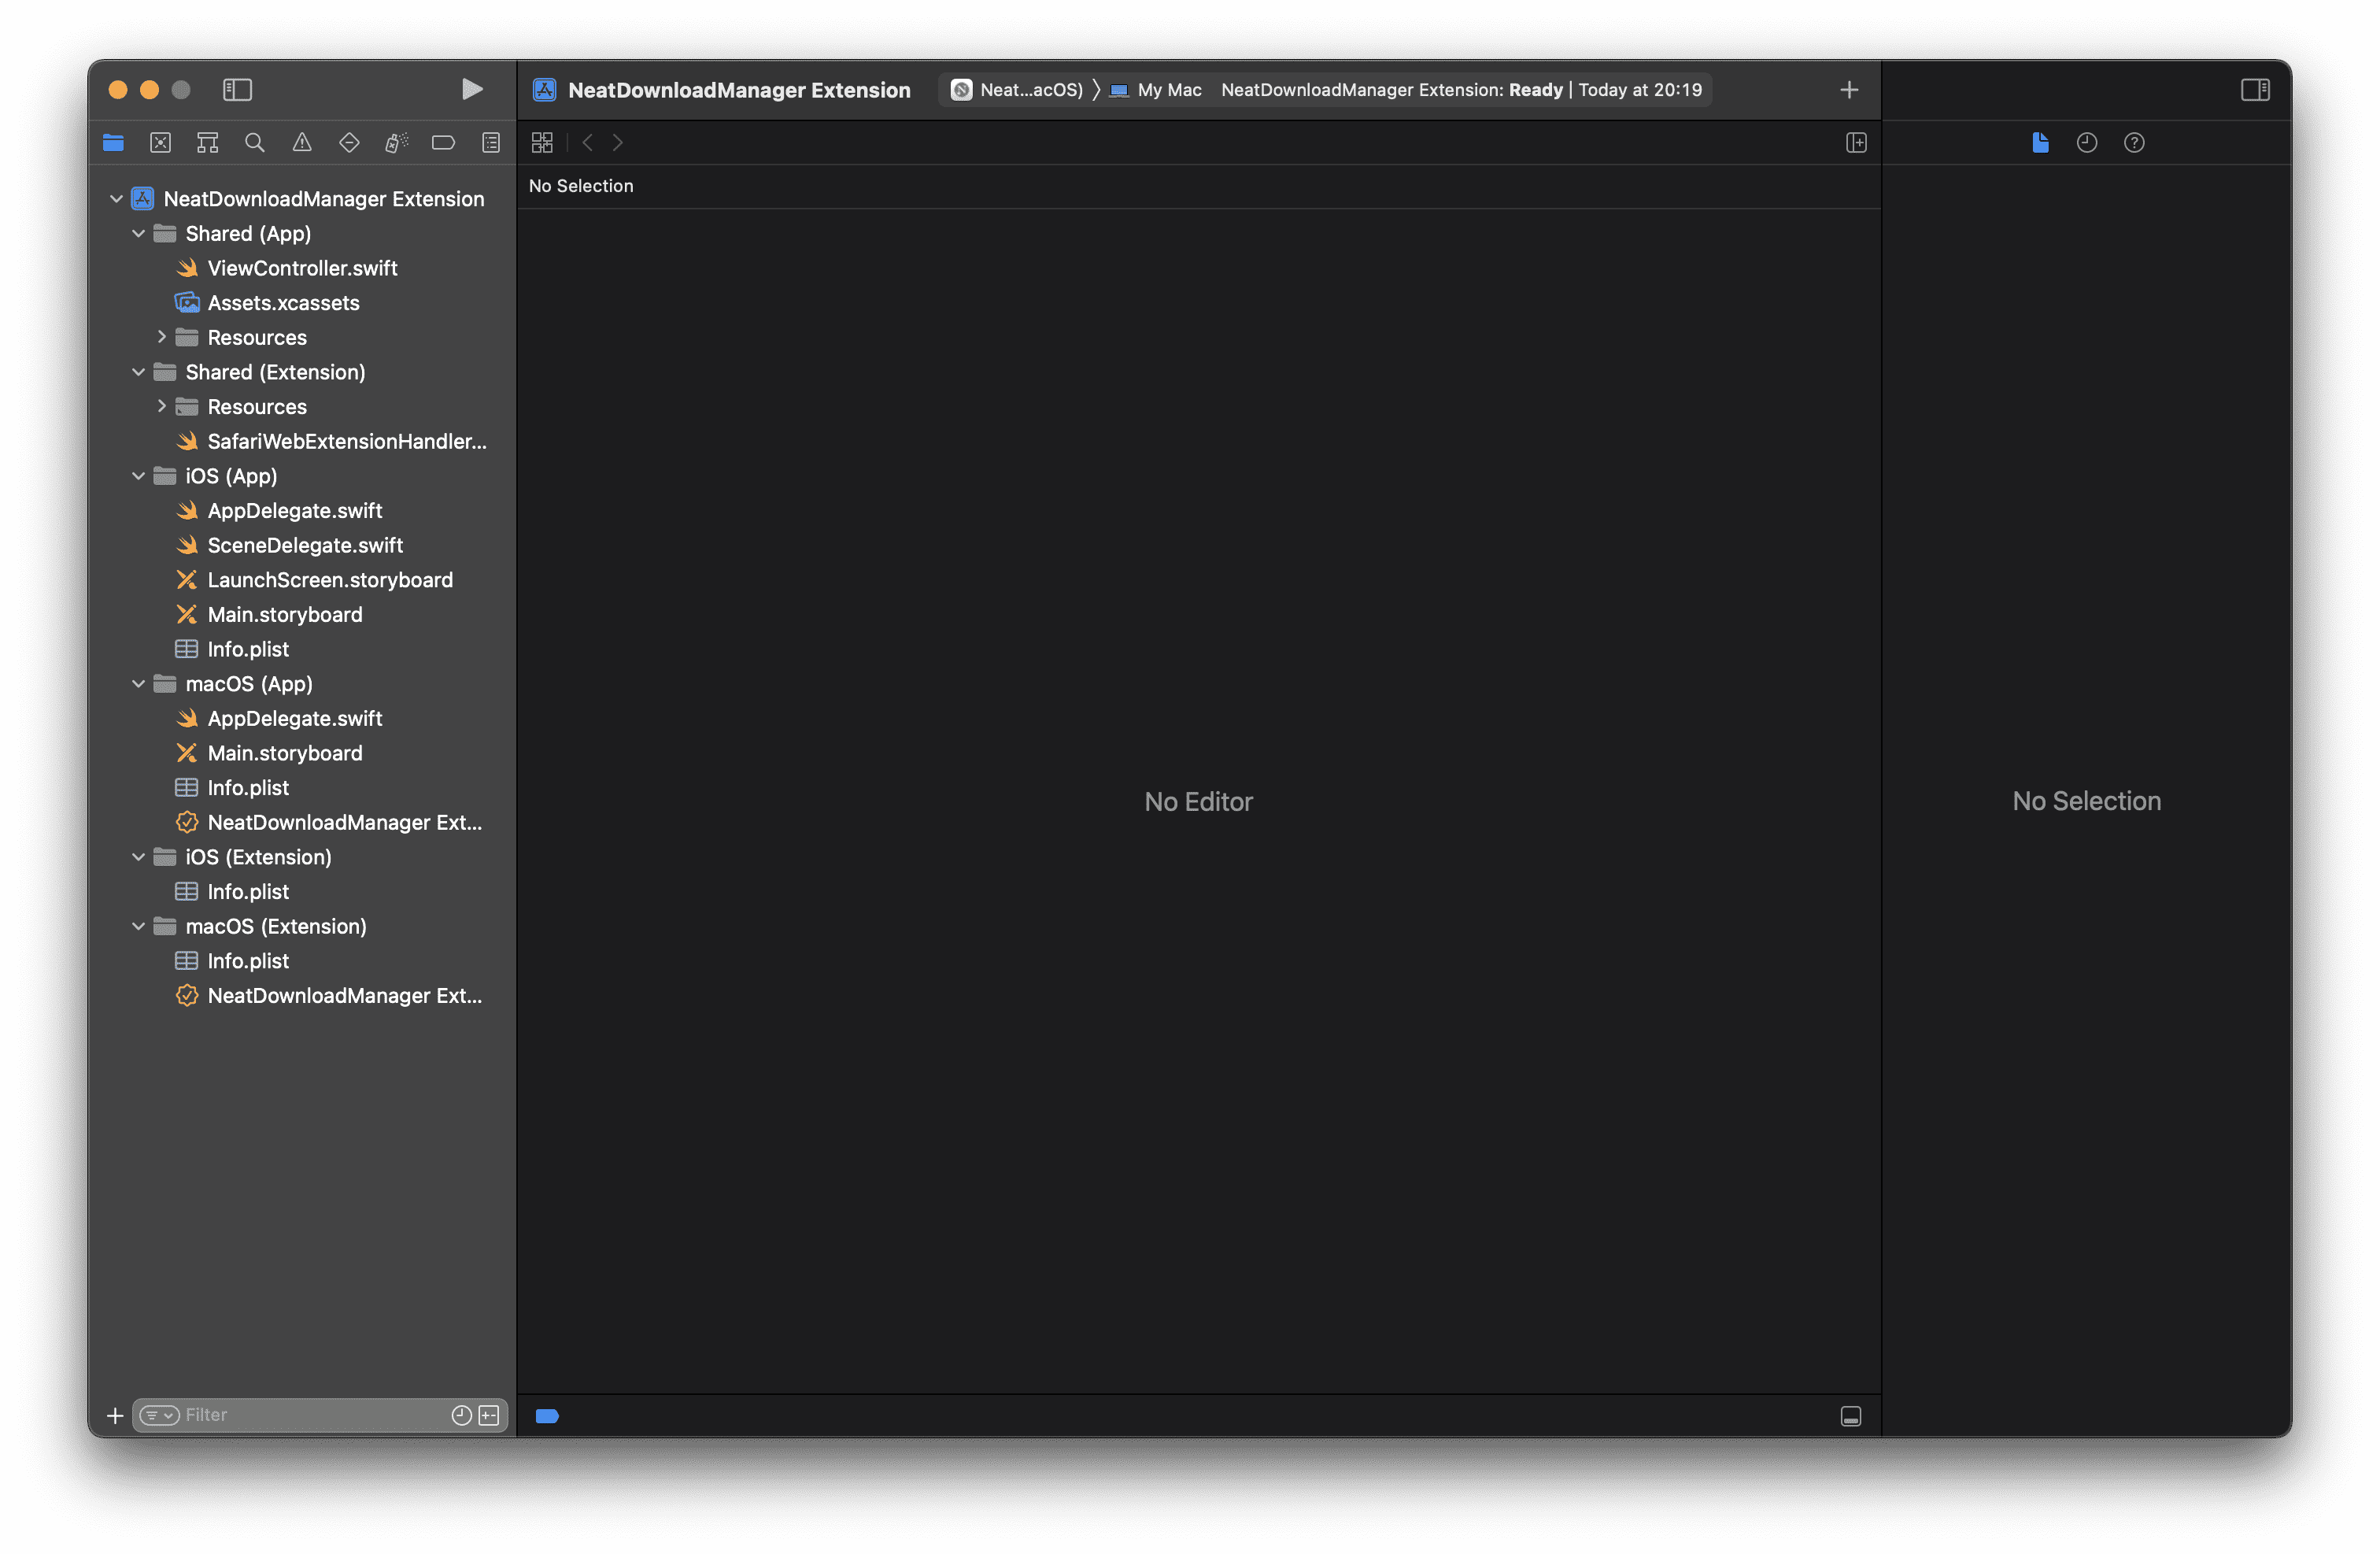 NeatDownloadManager Extension
Neat...acOS) 〉 My Mac NeatDownloadManager Extension: Ready | Today at 20:19
No Selection
NeatDownloadManager Extension
Shared (App)
ViewController.swift
Assets.xcassets
Resources
Shared (Extension)
Resources
SafariWebExtensionHandler...
iOS (App)
AppDelegate.swift
SceneDelegate.swift
LaunchScreen.storyboard
Main.storyboard
Info.plist
macOS (App)
AppDelegate.swift
Main.storyboard
Info.plist
NeatDownloadManager Ext...
iOS (Extension)
Info.plist
macOS (Extension)
Info.plist
NeatDownloadManager Ext...
Filter
No Editor
No Selection